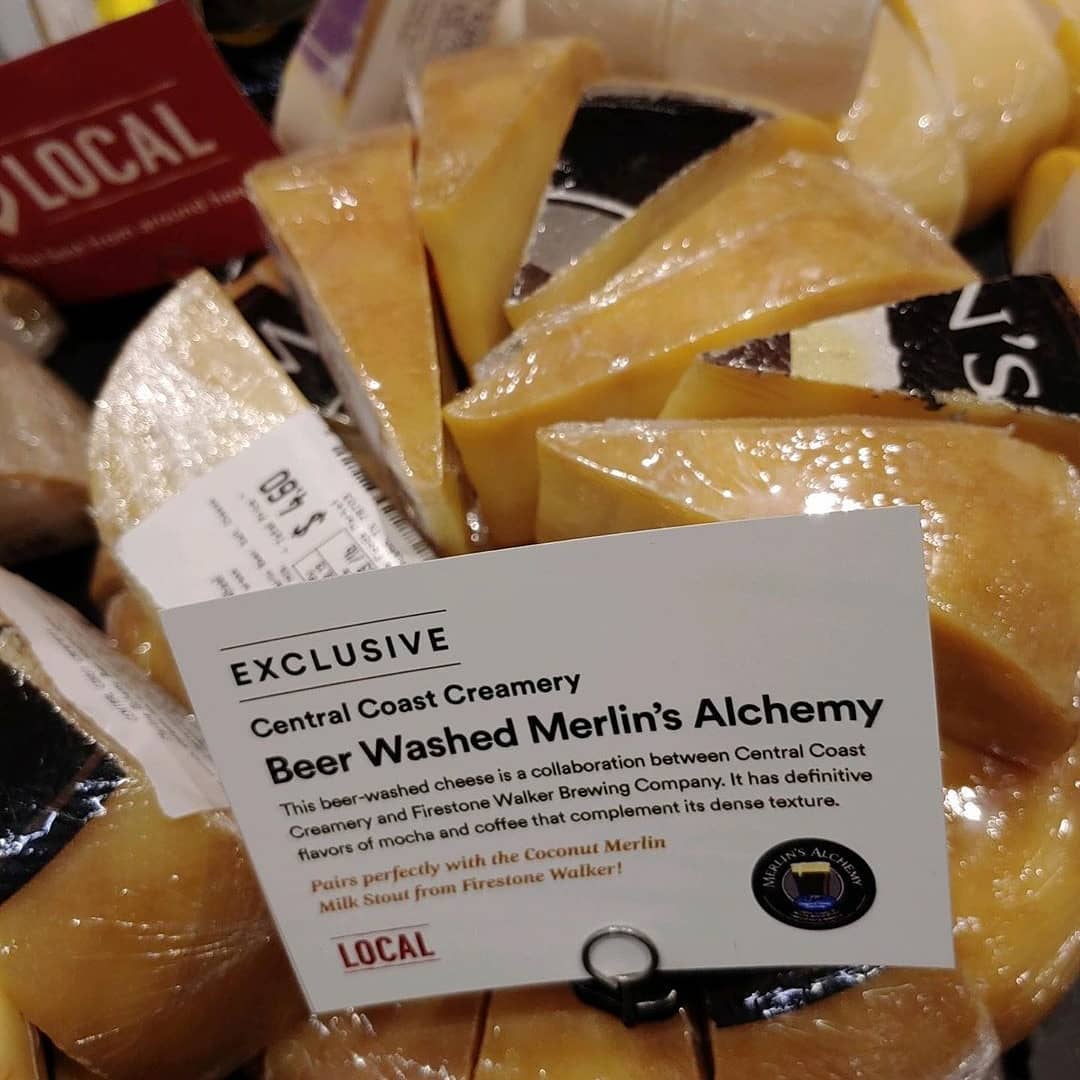 LOCAL
N'S
$ 4.60
EXCLUSIVE
Central Coast Creamery
Beer Washed Merlin's Alchemy
This beer-washed cheese is a collaboration between Central Coast
Creamery and Firestone Walker Brewing Company. It has definitive
flavors of mocha and coffee that complement its dense texture.
Pairs perfectly with the Coconut Merlin
Milk Stout from Firestone Walker!
MERLIN'S ALCHEMY
LOCAL